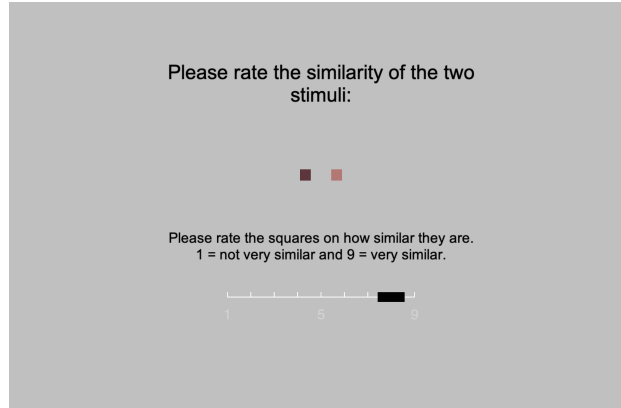 Please rate the similarity of the two
stimuli:
Please rate the squares on how similar they are.
1 = not very similar and 9 = very similar.
1 5 9